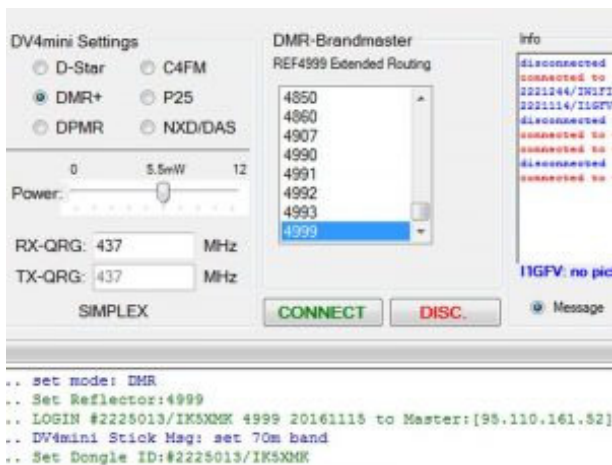 DV4mini Settings
D-Star
C4FM
DMR+
P25
DPMR
NXD/DAS
0 5.5mW 12
Power:
RX-QRG: 437 MHz
TX-QRG: 437 MHz
SIMPLEX
DMR-Brandmaster
REF4999 Extended Routing
4850
4860
4907
4990
4991
4992
4993
4999
CONNECT
DISC.
Info
disconnected
connected to
2221244/IW1FI
2221114/I1GFV
disconnected
connected to
connected to
disconnected
connected to
I1GFV: no pic
Message
.. set mode: DMR
.. Set Reflector:4999
.. LOGIN #2225013/IK5XMK 4999 20161115 to Master:[95.110.161.52]
.. DV4mini Stick Msg: set 70m band
.. Set Dongle ID:#2225013/IK5XMK